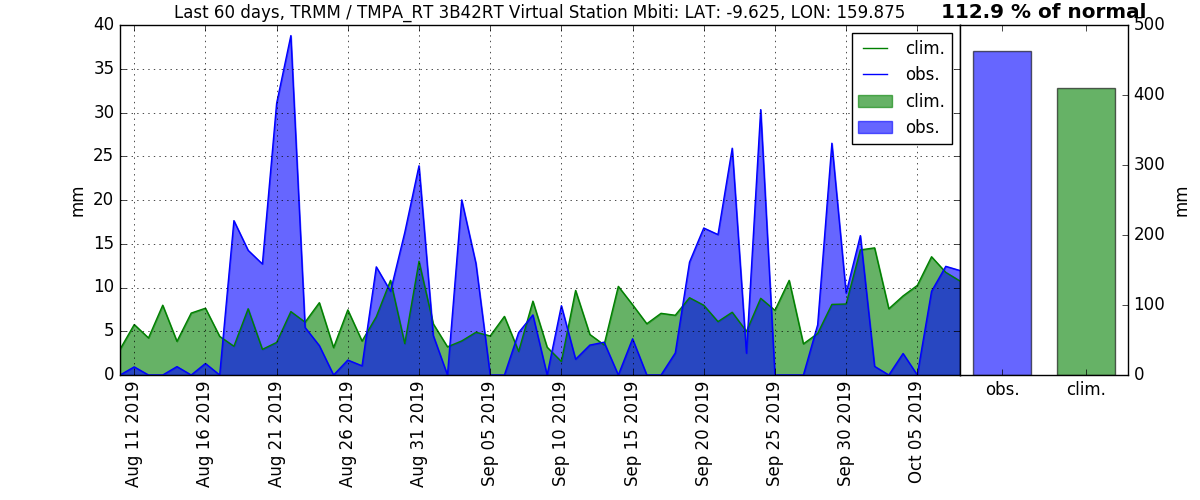 Last 60 days, TRMM / TMPA_RT 3B42RT Virtual Station Mbiti: LAT: -9.625, LON: 159.875
112.9 % of normal
40
35
30
25
20
15
10
5
0
mm
clim.
obs.
clim.
obs.
Aug 11 2019
Aug 16 2019
Aug 21 2019
Aug 26 2019
Aug 31 2019
Sep 05 2019
Sep 10 2019
Sep 15 2019
Sep 20 2019
Sep 25 2019
Sep 30 2019
Oct 05 2019
500
400
300
200
100
0
mm
obs.
clim.